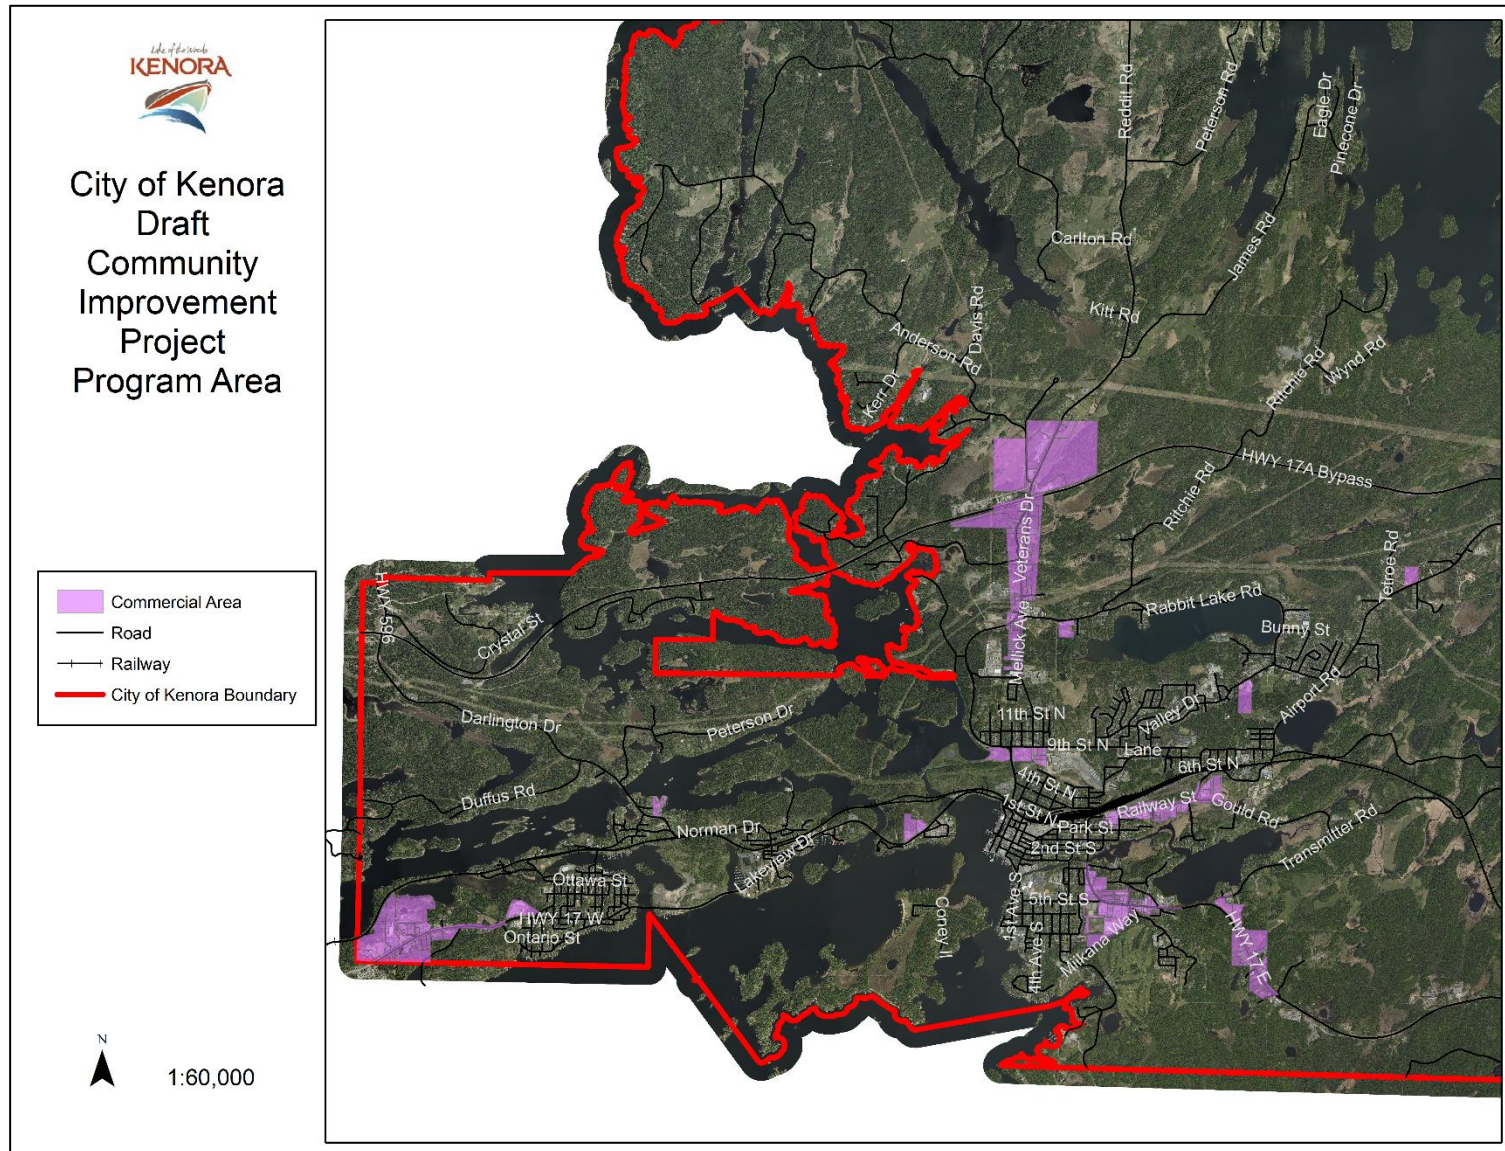 Lake of the Woods
KENORA
City of Kenora
Draft
Community
Improvement
Project
Program Area
Commercial Area
Road
Railway
City of Kenora Boundary
N
1:60,000
Reddit Rd
Peterson Rd
Eagle Dr
Pinecone Dr
Carlton Rd
James Rd
Kitt Rd
Davis Rd
Anderson Rd
Kerr Dr
Ritchie Rd
Wynd Rd
HWY 17A Bypass
Ritchie Rd
Veterans Dr
Mellick Ave
Rabbit Lake Rd
Bunny St
Tetroe Rd
HWY 596
Crystal St
Darlington Dr
Peterson Dr
Duffus Rd
Norman Dr
Lakeview Dr
11th St N
9th St N
Lane
Valley Dr
Airport Rd
6th St N
4th St N
1st St N
Railway St
Park St
Gould Rd
Transmitter Rd
2nd St S
5th St S
Ottawa St
HWY 17 W
Ontario St
Coney Il
1st Ave S
4th Ave S
Milkana Way
HWY 17 E